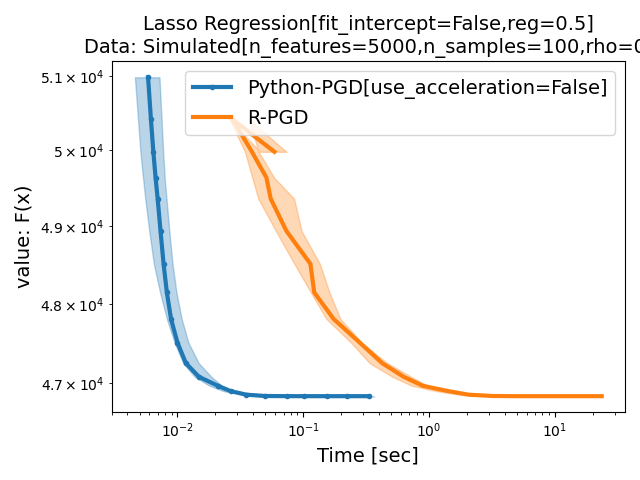 Lasso Regression[fit_intercept=False,reg=0.5]
Data: Simulated[n_features=5000,n_samples=100,rho=0
Python-PGD[use_acceleration=False]
R-PGD
value: F(x)
5.1 × 10⁴
5 × 10⁴
4.9 × 10⁴
4.8 × 10⁴
4.7 × 10⁴
10⁻² 10⁻¹ 10⁰ 10¹
Time [sec]